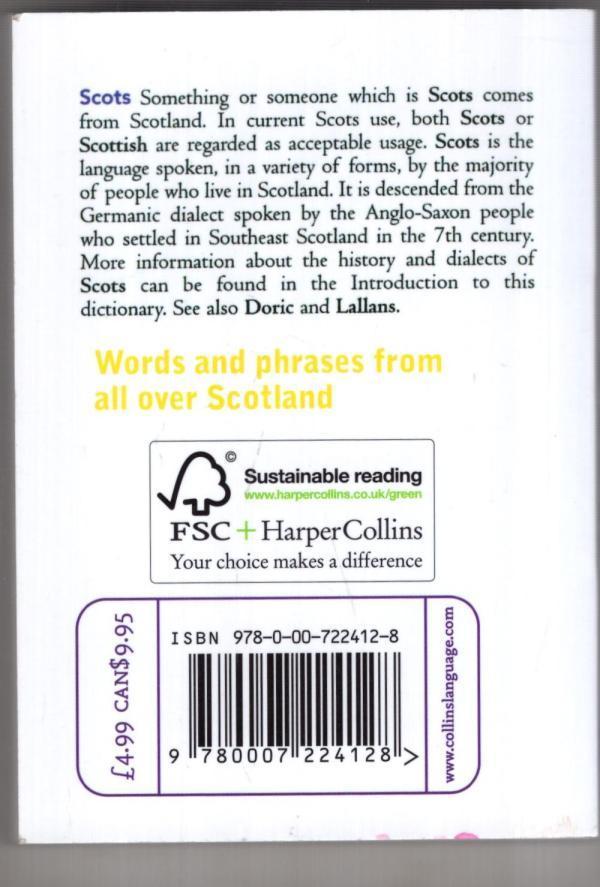 Scots Something or someone which is Scots comes
from Scotland. In current Scots use, both Scots or
Scottish are regarded as acceptable usage. Scots is the
language spoken, in a variety of forms, by the majority
of people who live in Scotland. It is descended from the
Germanic dialect spoken by the Anglo-Saxon people
who settled in Southeast Scotland in the 7th century.
More information about the history and dialects of
Scots can be found in the Introduction to this
dictionary. See also Doric and Lallans.
Words and phrases from
all over Scotland
©
Sustainable reading
www.harpercollins.co.uk/green
FSC + HarperCollins
Your choice makes a difference
£4.99 CAN$9.95
ISBN 978-0-00-722412-8
9 780007 224128 >
www.collinslanguage.com